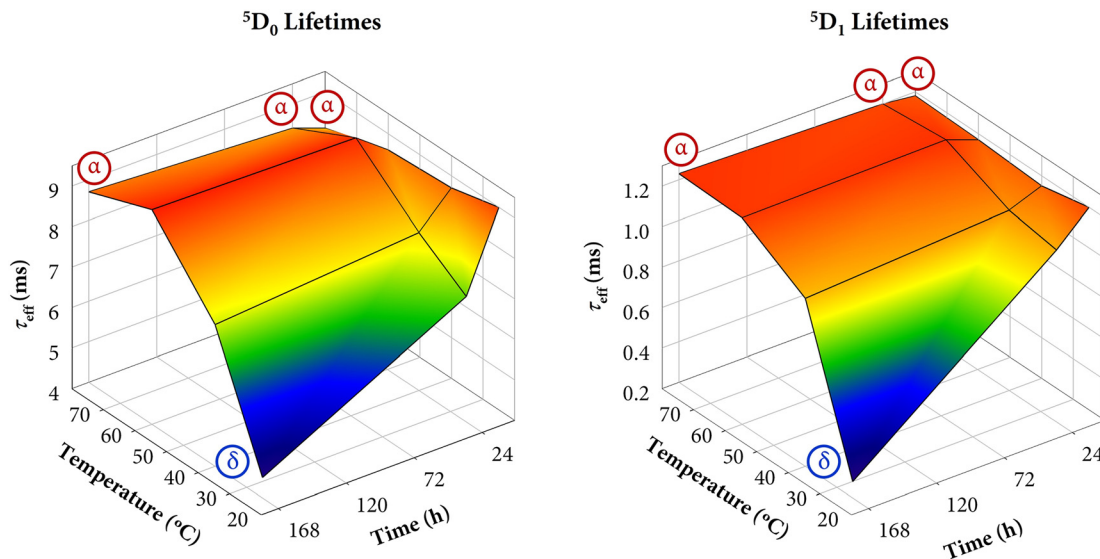 ⁵D₀ Lifetimes
α
α
α
9
8
7
6
5
4
τeff (ms)
70
60
50
40
30
20
Temperature (°C)
δ
168
120
72
24
Time (h)
⁵D₁ Lifetimes
α
α
α
1.2
1.0
0.8
0.6
0.4
0.2
τeff (ms)
70
60
50
40
30
20
Temperature (°C)
δ
168
120
72
24
Time (h)